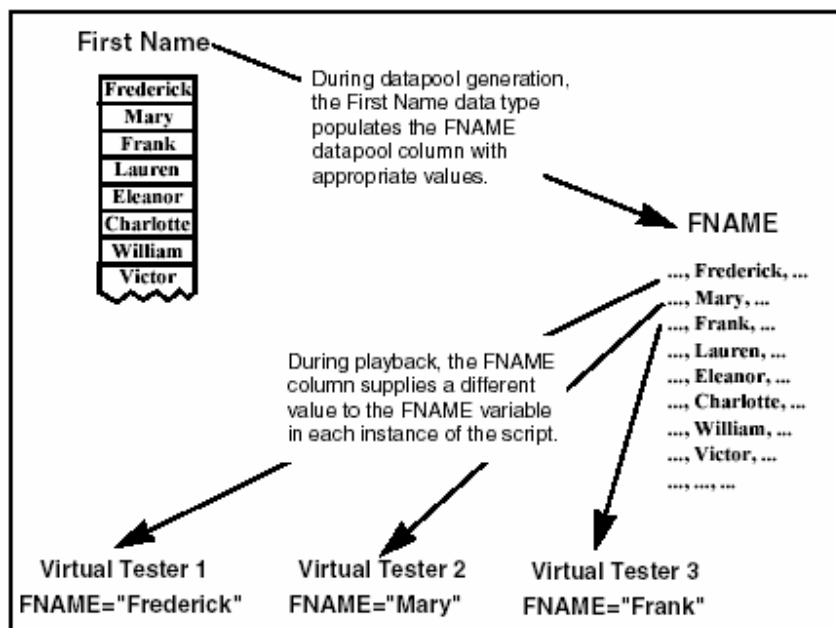 First Name
Frederick
Mary
Frank
Lauren
Eleanor
Charlotte
William
Victor
During datapool generation,
the First Name data type
populates the FNAME
datapool column with
appropriate values.
FNAME
..., Frederick, ...
..., Mary, ...
..., Frank, ...
..., Lauren, ...
..., Eleanor, ...
..., Charlotte, ...
..., William, ...
..., Victor, ...
..., ..., ...
During playback, the FNAME
column supplies a different
value to the FNAME variable
in each instance of the script.
Virtual Tester 1
FNAME="Frederick"
Virtual Tester 2
FNAME="Mary"
Virtual Tester 3
FNAME="Frank"